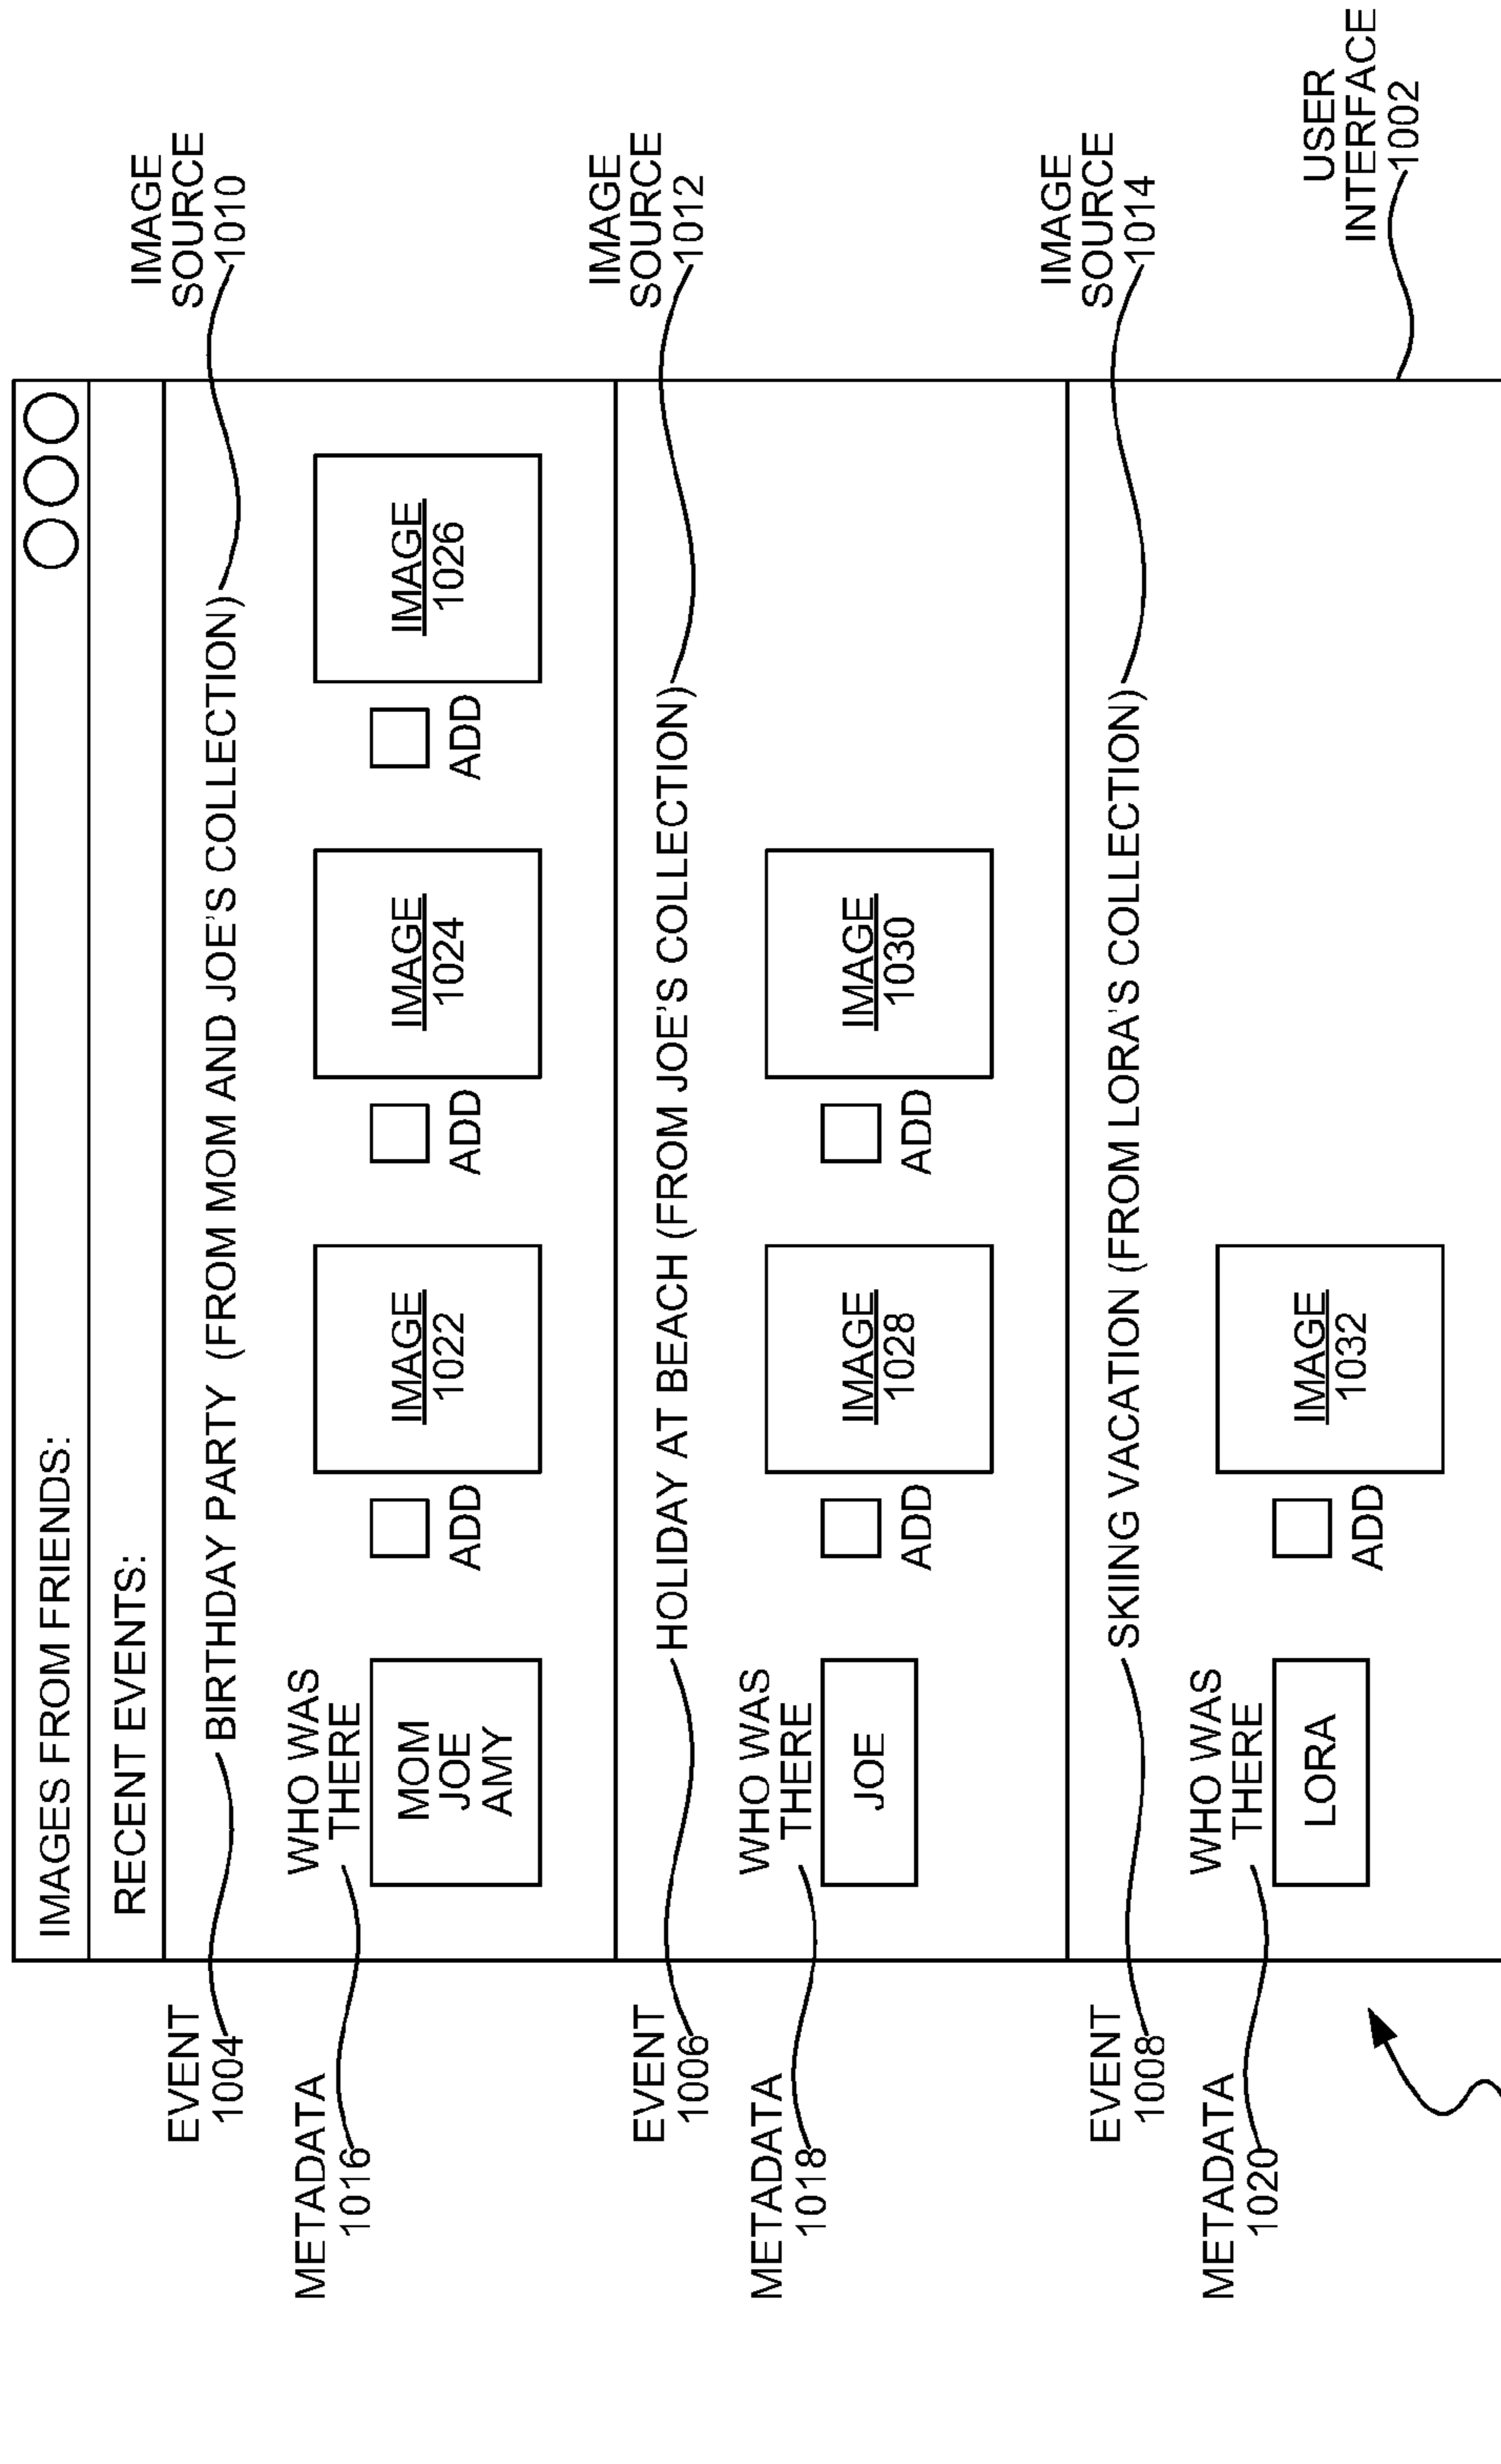 IMAGES FROM FRIENDS:
RECENT EVENTS:
EVENT
1004
BIRTHDAY PARTY (FROM MOM AND JOE'S COLLECTION)
IMAGE
SOURCE
1010
METADATA
1016
WHO WAS
THERE
MOM
JOE
AMY
ADD
IMAGE
1022
ADD
IMAGE
1024
ADD
IMAGE
1026
EVENT
1006
HOLIDAY AT BEACH (FROM JOE'S COLLECTION)
IMAGE
SOURCE
1012
METADATA
1018
WHO WAS
THERE
JOE
ADD
IMAGE
1028
ADD
IMAGE
1030
EVENT
1008
SKIING VACATION (FROM LORA'S COLLECTION)
IMAGE
SOURCE
1014
METADATA
1020
WHO WAS
THERE
LORA
ADD
IMAGE
1032
USER
INTERFACE
1002